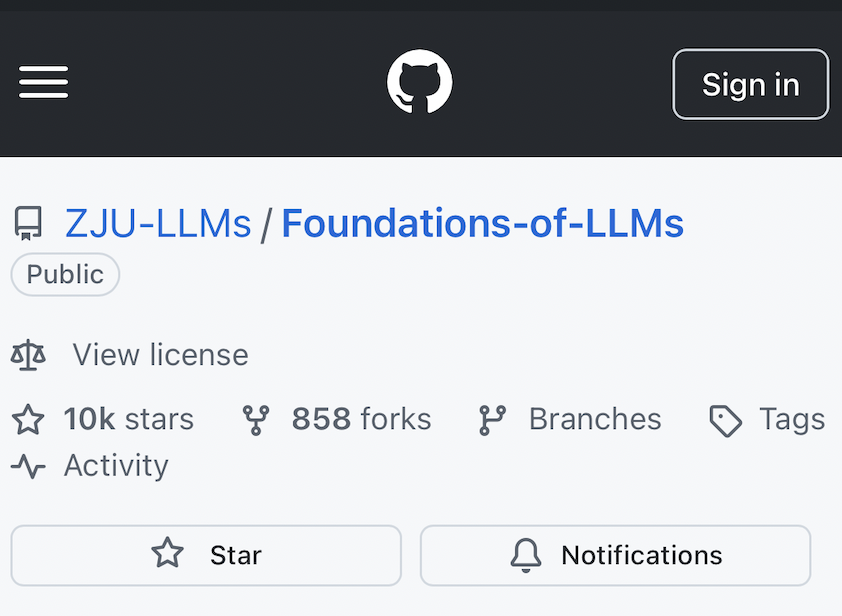 Sign in
ZJU-LLMs / Foundations-of-LLMs
Public
View license
10k stars 858 forks Branches Tags
Activity
Star Notifications